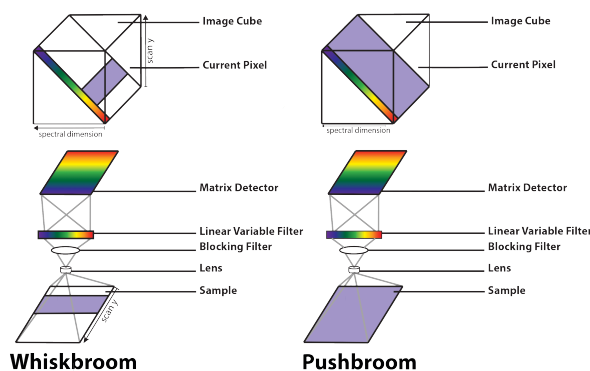 Image Cube
scan y
Current Pixel
spectral dimension
Matrix Detector
Linear Variable Filter
Blocking Filter
Lens
Sample
scan y
Whiskbroom
Image Cube
Current Pixel
spectral dimension
Matrix Detector
Linear Variable Filter
Blocking Filter
Lens
Sample
Pushbroom